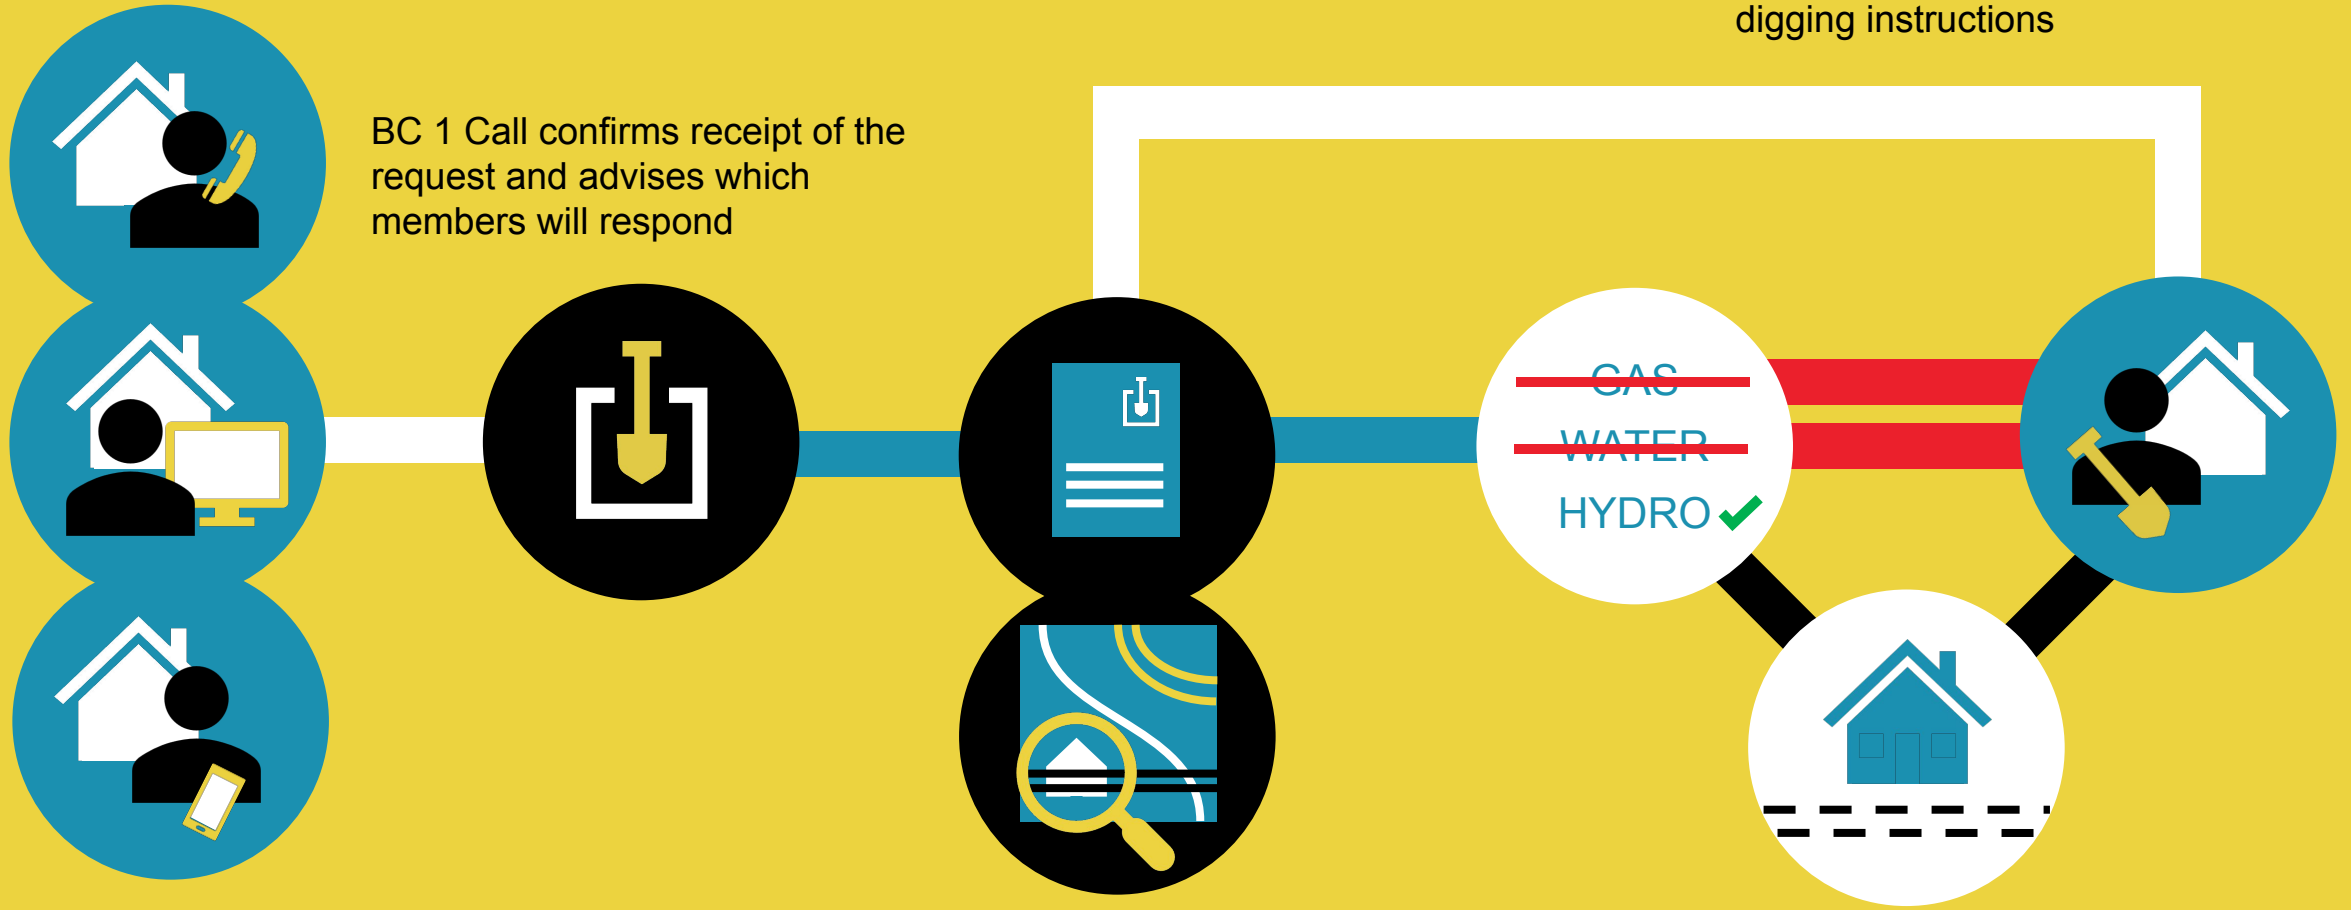 digging instructions
BC 1 Call confirms receipt of the
request and advises which
members will respond
GAS
WATER
HYDRO